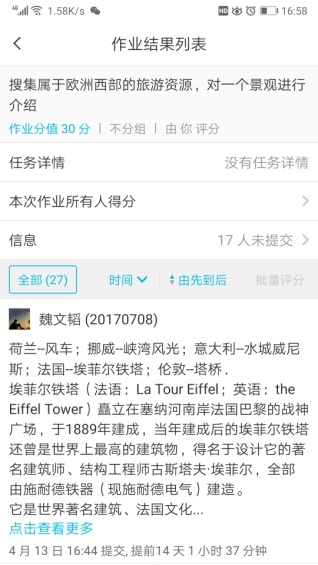 4G 1.58K/s HD 16:58
作业结果列表
搜集属于欧洲西部的旅游资源，对一个景观进行
介绍
作业分值 30 分 | 不分组 | 由 你 评分
任务详情 没有任务详情
本次作业所有人得分
信息 17 人未提交
全部 (27) 时间 由先到后 批量评分
魏文韬 (20170708)
荷兰--风车；挪威--峡湾风光；意大利--水城威尼
斯；法国--埃菲尔铁塔；伦敦--塔桥 .
埃菲尔铁塔（法语：La Tour Eiffel；英语：the
Eiffel Tower）矗立在塞纳河南岸法国巴黎的战神
广场，于1889年建成，当年建成后的埃菲尔铁塔
还曾是世界上最高的建筑物，得名于设计它的著
名建筑师、结构工程师古斯塔夫·埃菲尔，全部
由施耐德铁器（现施耐德电气）建造。
它是世界著名建筑、法国文化...
点击查看更多
4 月 13 日 16:44 提交, 提前14 天 1 小时 37 分钟